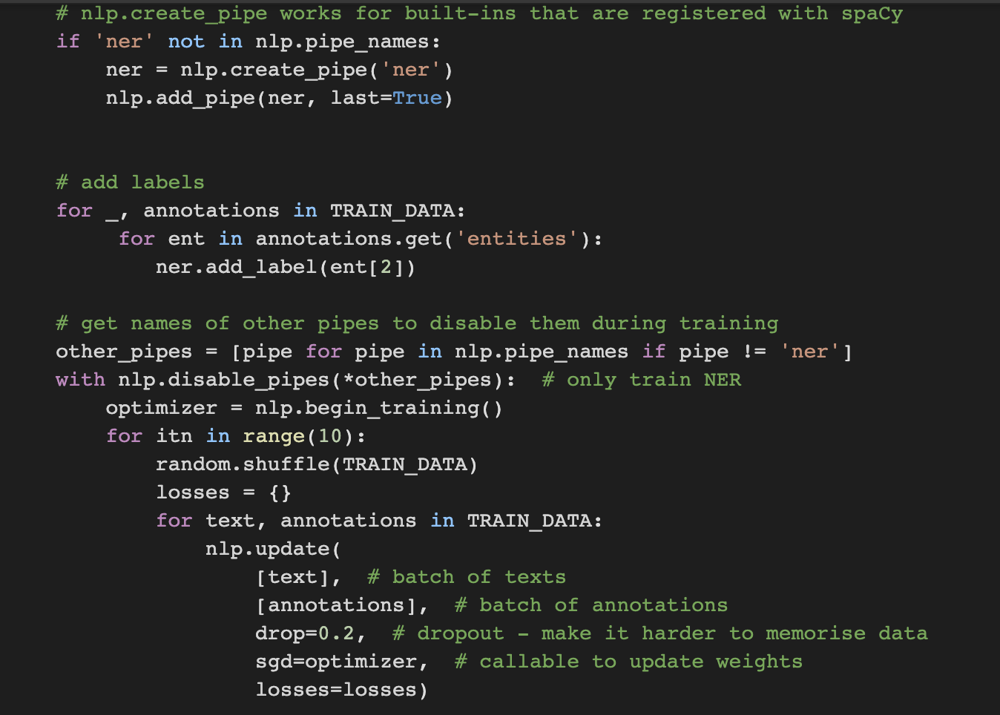 # nlp.create_pipe works for built-ins that are registered with spaCy
if 'ner' not in nlp.pipe_names:
    ner = nlp.create_pipe('ner')
    nlp.add_pipe(ner, last=True)
# add labels
for _, annotations in TRAIN_DATA:
     for ent in annotations.get('entities'):
        ner.add_label(ent[2])
# get names of other pipes to disable them during training
other_pipes = [pipe for pipe in nlp.pipe_names if pipe != 'ner']
with nlp.disable_pipes(*other_pipes):  # only train NER
    optimizer = nlp.begin_training()
    for itn in range(10):
        random.shuffle(TRAIN_DATA)
        losses = {}
        for text, annotations in TRAIN_DATA:
            nlp.update(
                [text],  # batch of texts
                [annotations],  # batch of annotations
                drop=0.2,  # dropout - make it harder to memorise data
                sgd=optimizer,  # callable to update weights
                losses=losses)